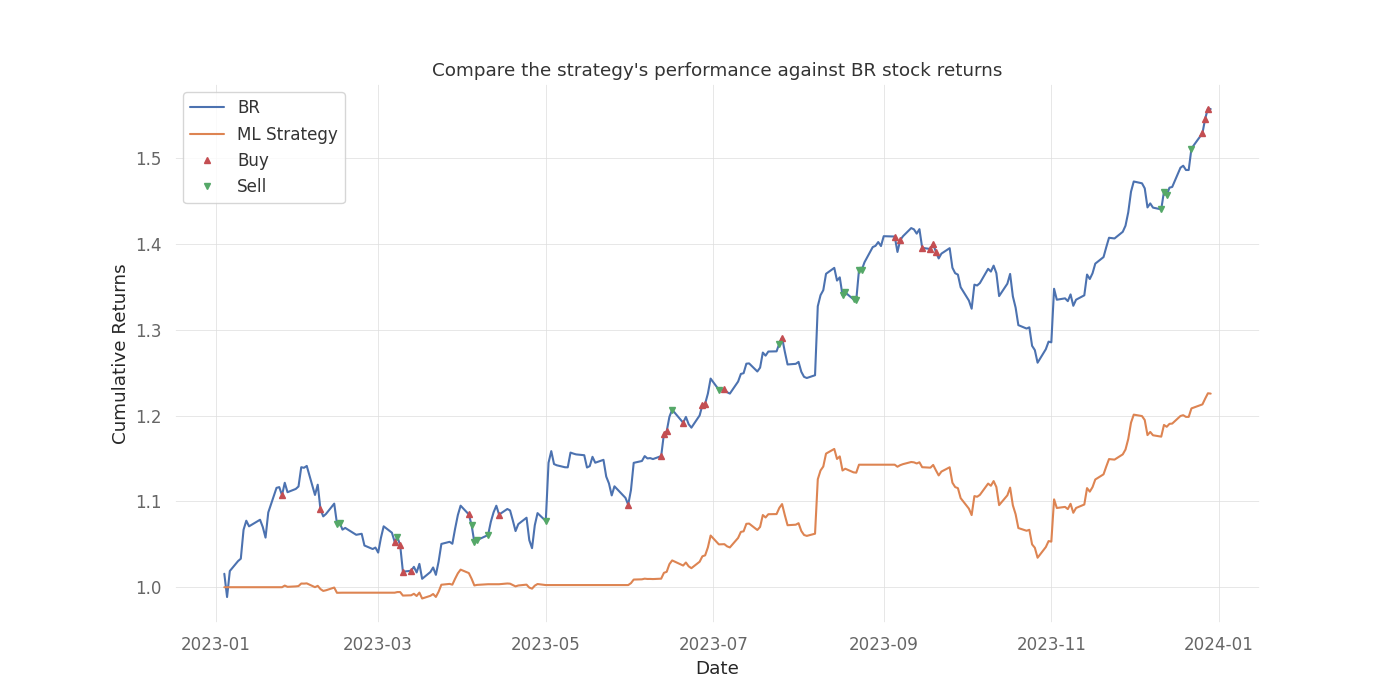 Compare the strategy's performance against BR stock returns
BR
ML Strategy
Buy
Sell
1.5
1.4
1.3
1.2
1.1
1.0
Cumulative Returns
2023-01
2023-03
2023-05
2023-07
2023-09
2023-11
2024-01
Date